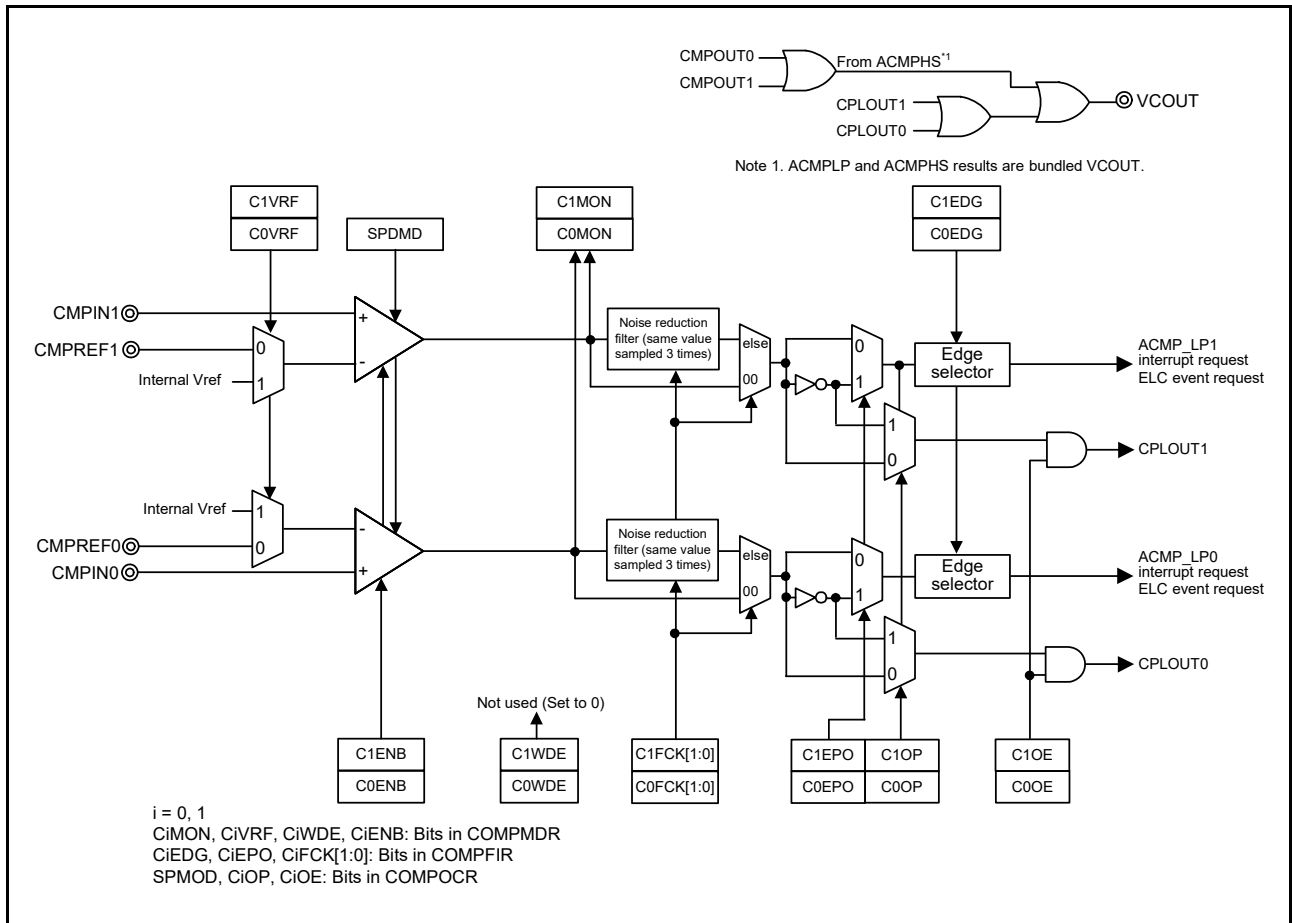 CMPOUT0
CMPOUT1
From ACMPHS*1
CPLOUT1
CPLOUT0
VCOUT
Note 1. ACMPLP and ACMPHS results are bundled VCOUT.
C1VRF
C0VRF
SPDMD
C1MON
C0MON
C1EDG
C0EDG
CMPIN1
CMPREF1
Internal Vref
0
1
+
-
Noise reduction
filter (same value
sampled 3 times)
else
00
0
1
1
0
Edge
selector
ACMP_LP1
interrupt request
ELC event request
CPLOUT1
Internal Vref
CMPREF0
CMPIN0
1
0
-
+
Noise reduction
filter (same value
sampled 3 times)
else
00
0
1
1
0
Edge
selector
ACMP_LP0
interrupt request
ELC event request
CPLOUT0
Not used (Set to 0)
C1ENB
C0ENB
C1WDE
C0WDE
C1FCK[1:0]
C0FCK[1:0]
C1EPO
C0EPO
C1OP
C0OP
C1OE
C0OE
i = 0, 1
CiMON, CiVRF, CiWDE, CiENB: Bits in COMPMDR
CiEDG, CiEPO, CiFCK[1:0]: Bits in COMPFIR
SPMOD, CiOP, CiOE: Bits in COMPOCR